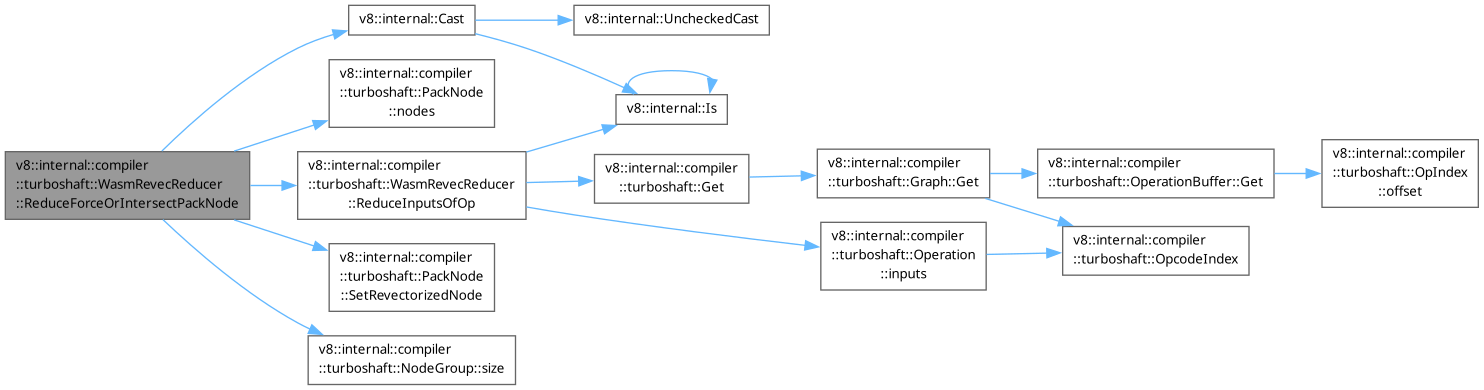 v8::internal::compiler
::turboshaft::WasmRevecReducer
::ReduceForceOrIntersectPackNode
v8::internal::Cast
v8::internal::UncheckedCast
v8::internal::compiler
::turboshaft::PackNode
::nodes
v8::internal::Is
v8::internal::compiler
::turboshaft::WasmRevecReducer
::ReduceInputsOfOp
v8::internal::compiler
::turboshaft::Get
v8::internal::compiler
::turboshaft::Graph::Get
v8::internal::compiler
::turboshaft::OperationBuffer::Get
v8::internal::compiler
::turboshaft::OpIndex
::offset
v8::internal::compiler
::turboshaft::Operation
::inputs
v8::internal::compiler
::turboshaft::OpcodeIndex
v8::internal::compiler
::turboshaft::PackNode
::SetRevectorizedNode
v8::internal::compiler
::turboshaft::NodeGroup::size